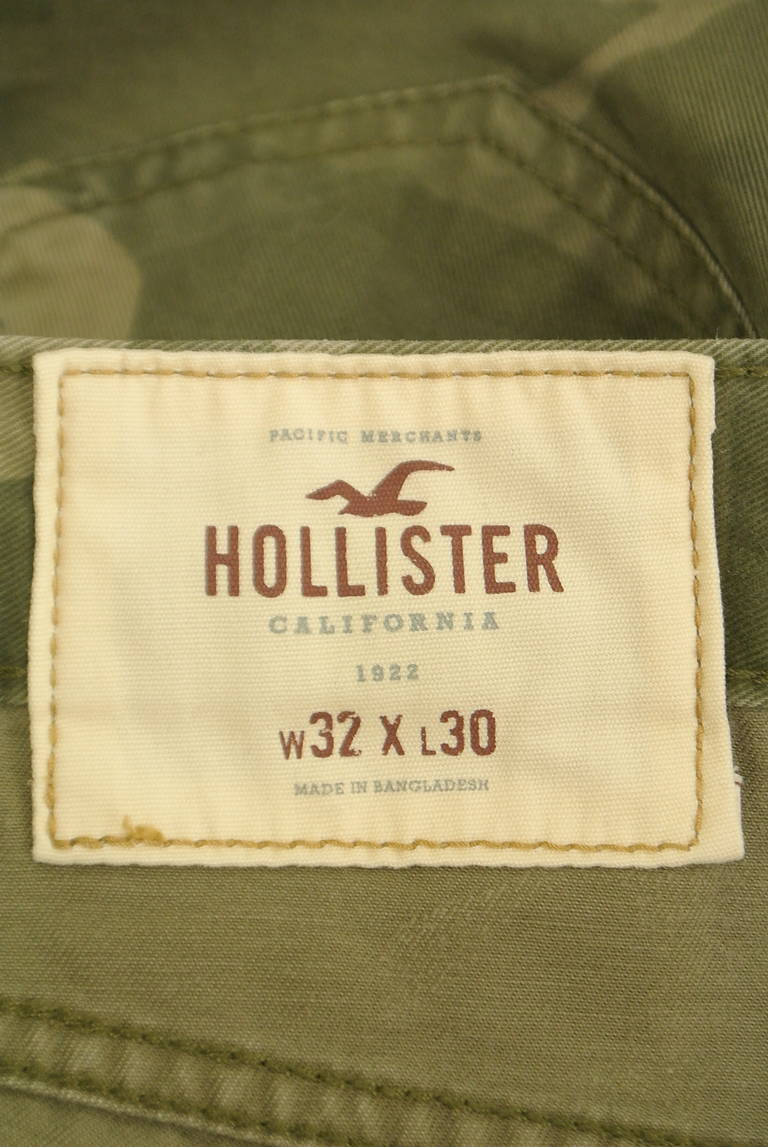 PACIFIC MERCHANTS
HOLLISTER
CALIFORNIA
1922
W32 X L30
MADE IN BANGLADESH